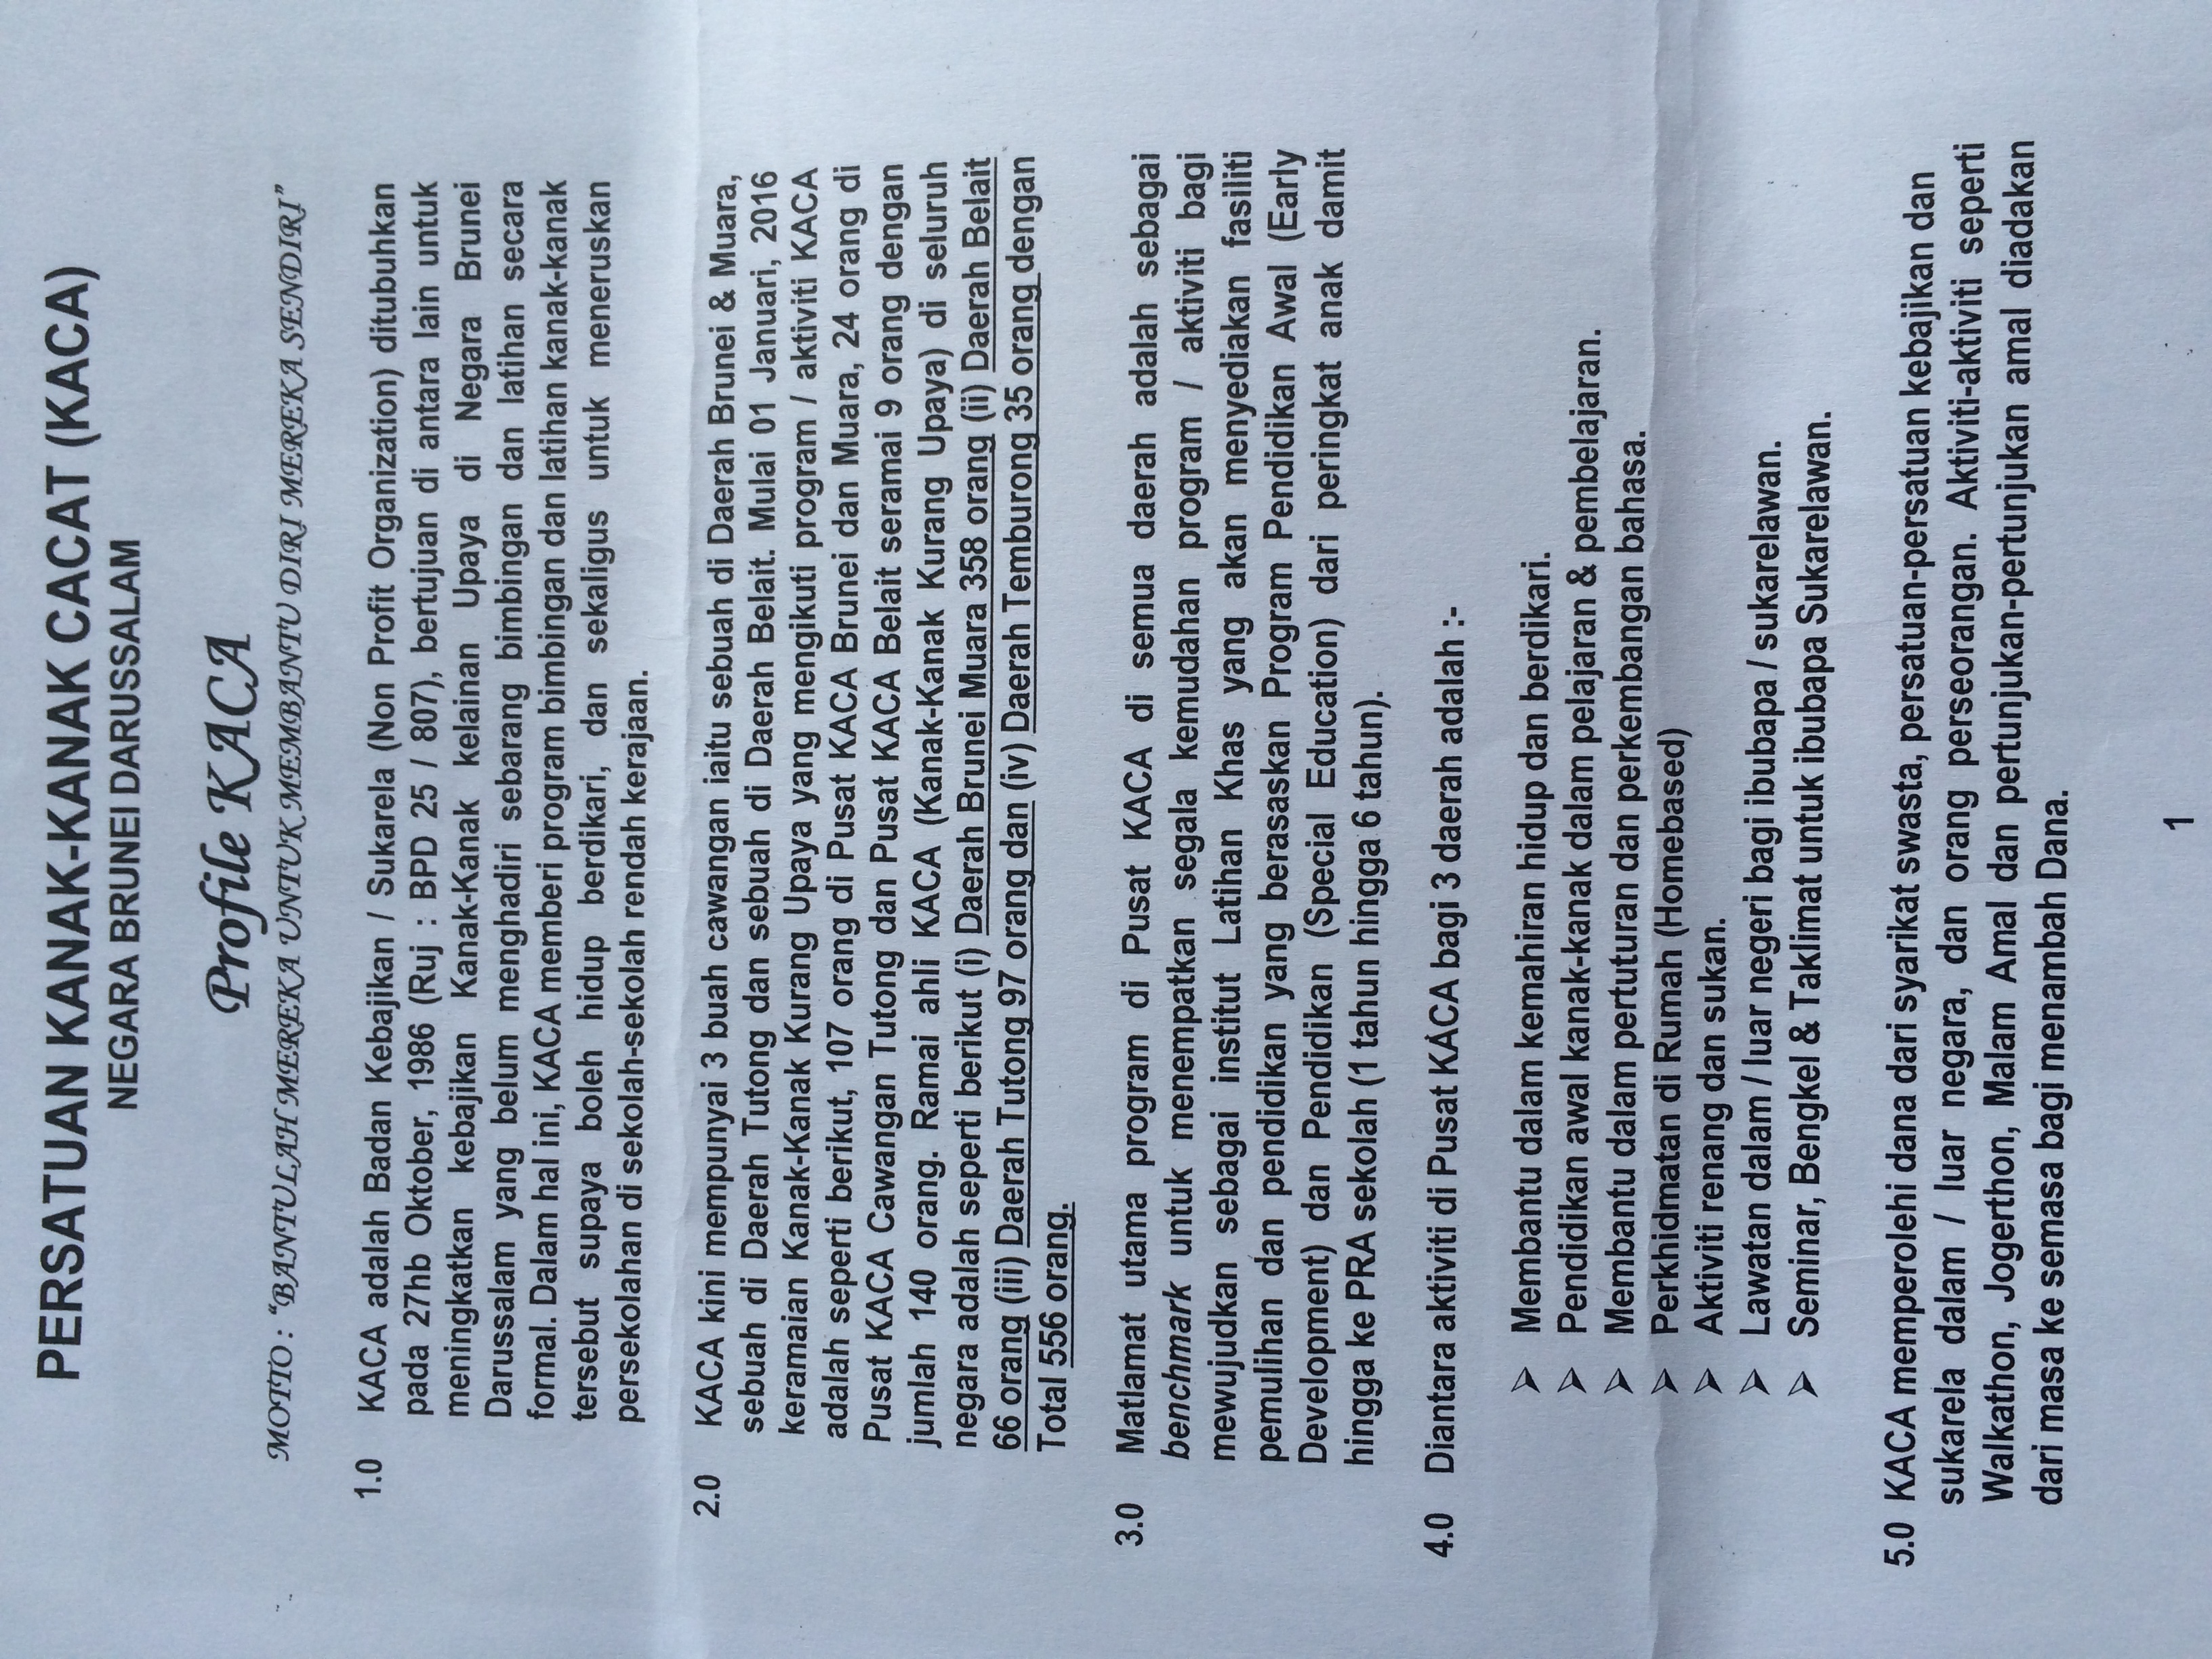 PERSATUAN KANAK-KANAK CACAT (KACA)
NEGARA BRUNEI DARUSSALAM
Profile KACA
MOTTO : “BANTULAH MEREKA UNTUK MEMBANTU DIRI MEREKA SENDIRI”
1.0 KACA adalah Badan Kebajikan / Sukarela (Non Profit Organization) ditubuhkan
pada 27hb Oktober, 1986 (Ruj : BPD 25 / 807), bertujuan di antara lain untuk
meningkatkan kebajikan Kanak-Kanak kelainan Upaya di Negara Brunei
Darussalam yang belum menghadiri sebarang bimbingan dan latihan secara
formal. Dalam hal ini, KACA memberi program bimbingan dan latihan kanak-kanak
tersebut supaya boleh hidup berdikari, dan sekaligus untuk meneruskan
persekolahan di sekolah-sekolah rendah kerajaan.
2.0 KACA kini mempunyai 3 buah cawangan iaitu sebuah di Daerah Brunei & Muara,
sebuah di Daerah Tutong dan sebuah di Daerah Belait. Mulai 01 Januari, 2016
keramaian Kanak-Kanak Kurang Upaya yang mengikuti program / aktiviti KACA
adalah seperti berikut, 107 orang di Pusat KACA Brunei dan Muara, 24 orang di
Pusat KACA Cawangan Tutong dan Pusat KACA Belait seramai 9 orang dengan
jumlah 140 orang. Ramai ahli KACA (Kanak-Kanak Kurang Upaya) di seluruh
negara adalah seperti berikut (i) Daerah Brunei Muara 358 orang (ii) Daerah Belait
66 orang (iii) Daerah Tutong 97 orang dan (iv) Daerah Temburong 35 orang dengan
Total 556 orang.
3.0 Matlamat utama program di Pusat KACA di semua daerah adalah sebagai
benchmark untuk menempatkan segala kemudahan program / aktiviti bagi
mewujudkan sebagai institut Latihan Khas yang akan menyediakan fasiliti
pemulihan dan pendidikan yang berasaskan Program Pendidikan Awal (Early
Development) dan Pendidikan (Special Education) dari peringkat anak damit
hingga ke PRA sekolah (1 tahun hingga 6 tahun).
4.0 Diantara aktiviti di Pusat KACA bagi 3 daerah adalah :-
➢ Membantu dalam kemahiran hidup dan berdikari.
➢ Pendidikan awal kanak-kanak dalam pelajaran & pembelajaran.
➢ Membantu dalam pertuturan dan perkembangan bahasa.
➢ Perkhidmatan di Rumah (Homebased)
➢ Aktiviti renang dan sukan.
➢ Lawatan dalam / luar negeri bagi ibubapa / sukarelawan.
➢ Seminar, Bengkel & Taklimat untuk ibubapa Sukarelawan.
5.0 KACA memperolehi dana dari syarikat swasta, persatuan-persatuan kebajikan dan
sukarela dalam / luar negara, dan orang perseorangan. Aktiviti-aktiviti seperti
Walkathon, Jogerthon, Malam Amal dan pertunjukan-pertunjukan amal diadakan
dari masa ke semasa bagi menambah Dana.
1